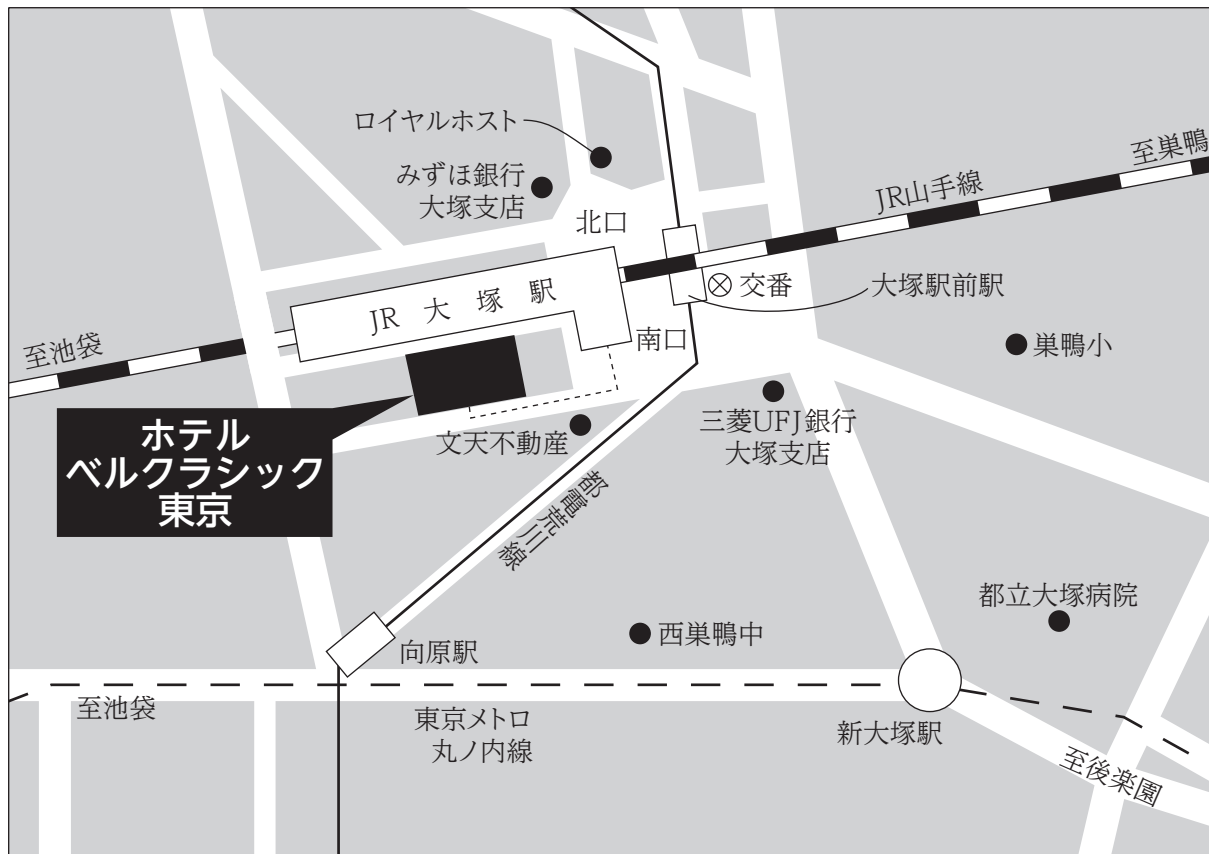 ロイヤルホスト
みずほ銀行
大塚支店
北口
至巣鴨
JR山手線
JR 大 塚 駅
交番
大塚駅前駅
南口
巣鴨小
至池袋
ホテル
ベルクラシック
東京
文天不動産
三菱UFJ銀行
大塚支店
都電荒川線
都立大塚病院
西巣鴨中
向原駅
至池袋
東京メトロ
丸ノ内線
新大塚駅
至後楽園